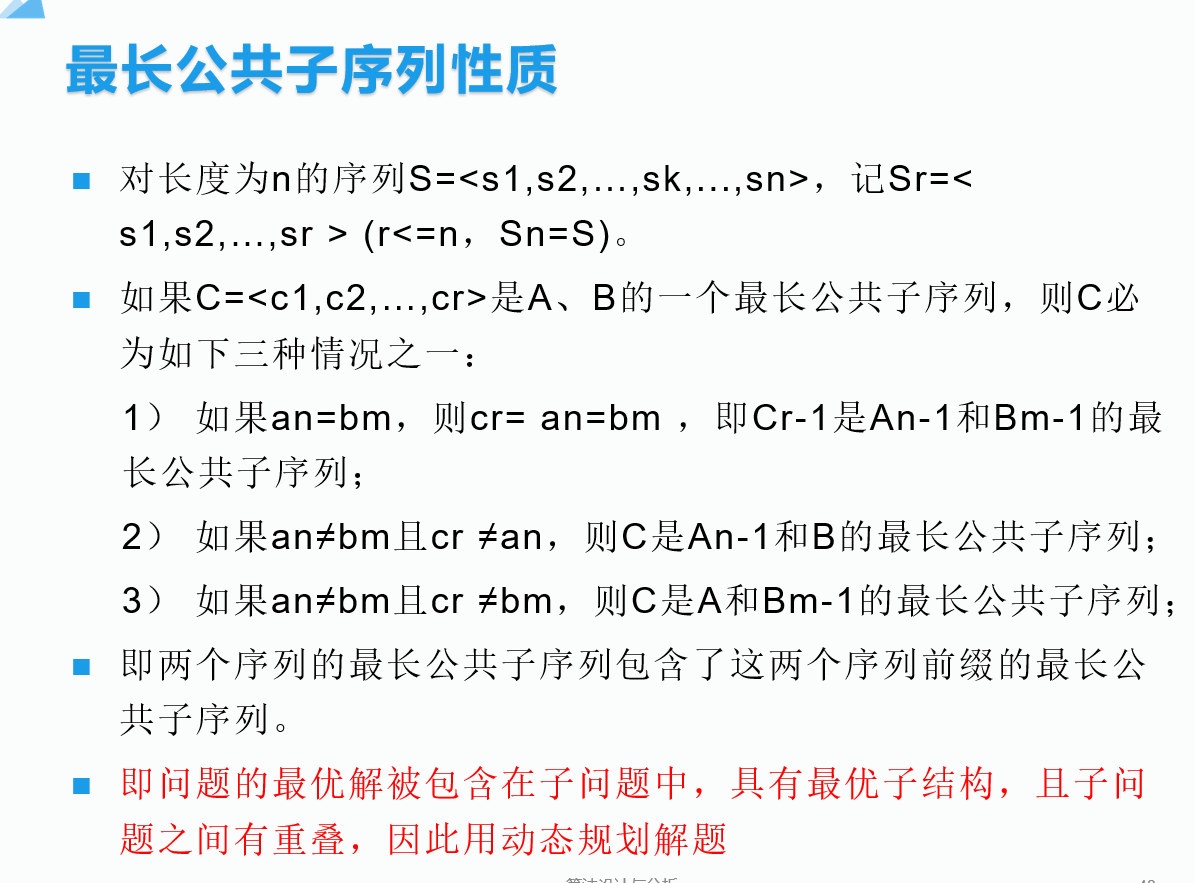 最长公共子序列性质
对长度为n的序列S=<s1,s2,…,sk,…,sn>，记Sr=<
s1,s2,…,sr > (r<=n，Sn=S)。
如果C=<c1,c2,…,cr>是A、B的一个最长公共子序列，则C必
为如下三种情况之一：
1） 如果an=bm，则cr= an=bm ，即Cr-1是An-1和Bm-1的最
长公共子序列；
2） 如果an≠bm且cr ≠an，则C是An-1和B的最长公共子序列；
3） 如果an≠bm且cr ≠bm，则C是A和Bm-1的最长公共子序列；
即两个序列的最长公共子序列包含了这两个序列前缀的最长公
共子序列。
即问题的最优解被包含在子问题中，具有最优子结构，且子问
题之间有重叠，因此用动态规划解题